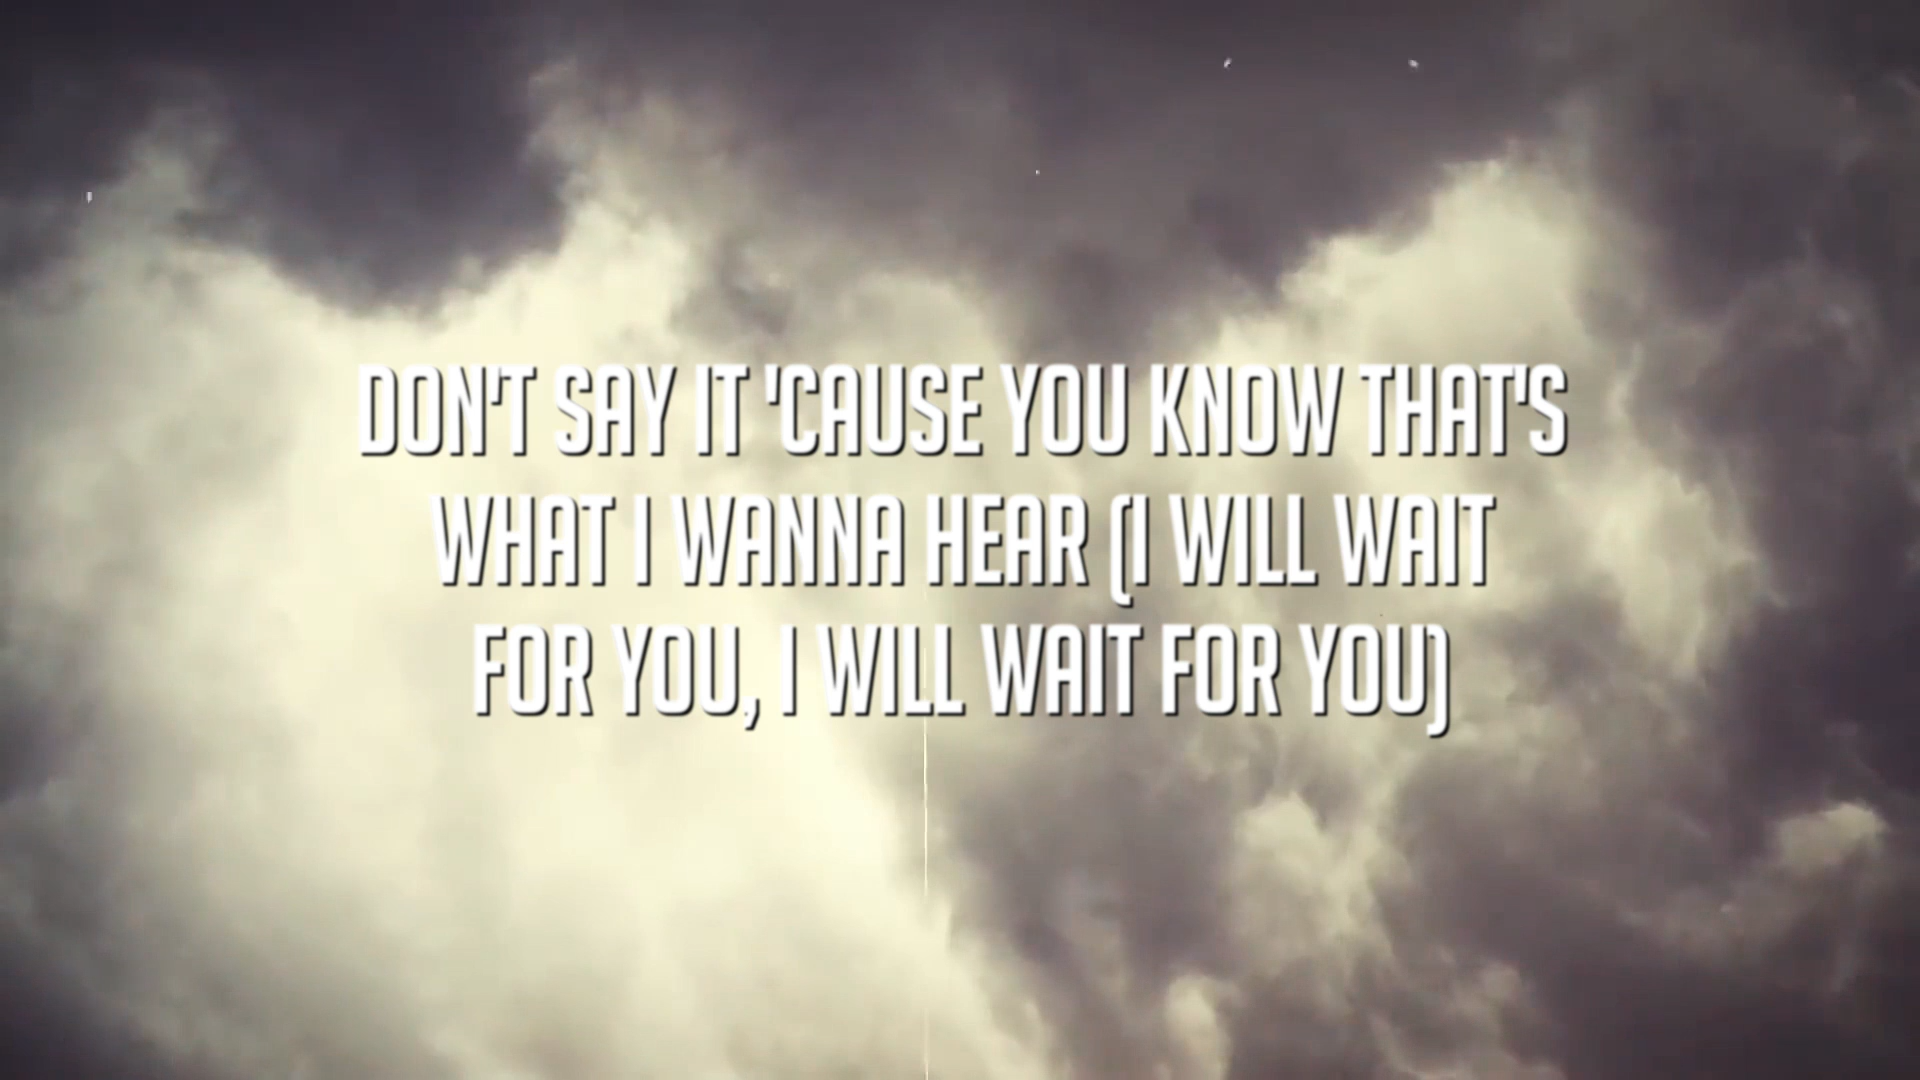 DON'T SAY IT 'CAUSE YOU KNOW THAT'S
WHAT I WANNA HEAR (I WILL WAIT
FOR YOU, I WILL WAIT FOR YOU)